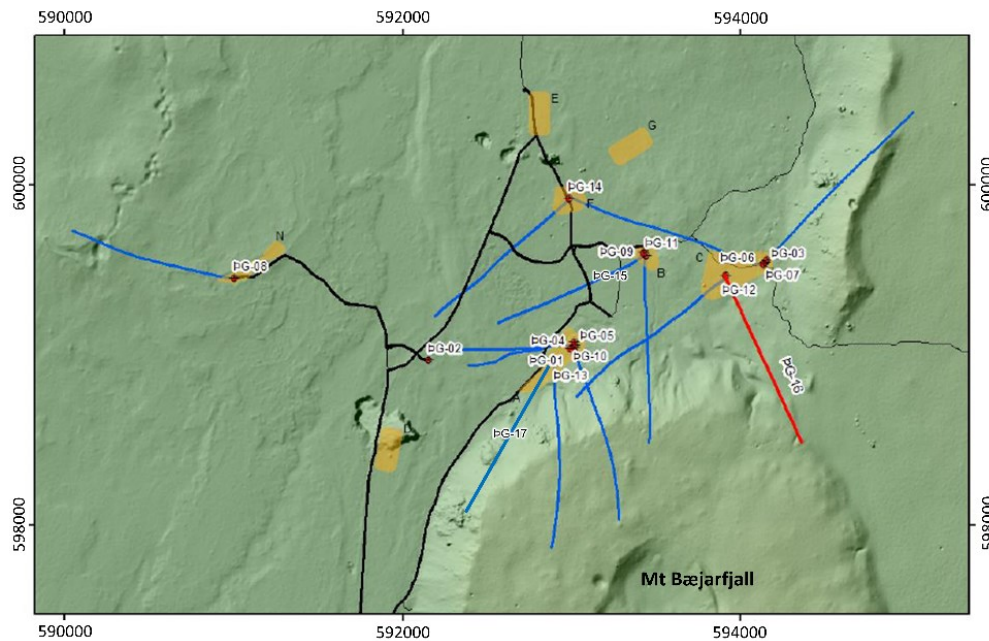 590000
592000
594000
E
G
600000
600000
ÞG-14
F
N
ÞG-11
ÞG-09
ÞG-03
C
ÞG-06
ÞG-08
B
ÞG-15
ÞG-07
ÞG-12
ÞG-04
ÞG-05
ÞG-02
ÞG-01
ÞG-10
ÞG-13
ÞG-16
A
ÞG-17
598000
598000
Mt Bæjarfjall
590000
592000
594000